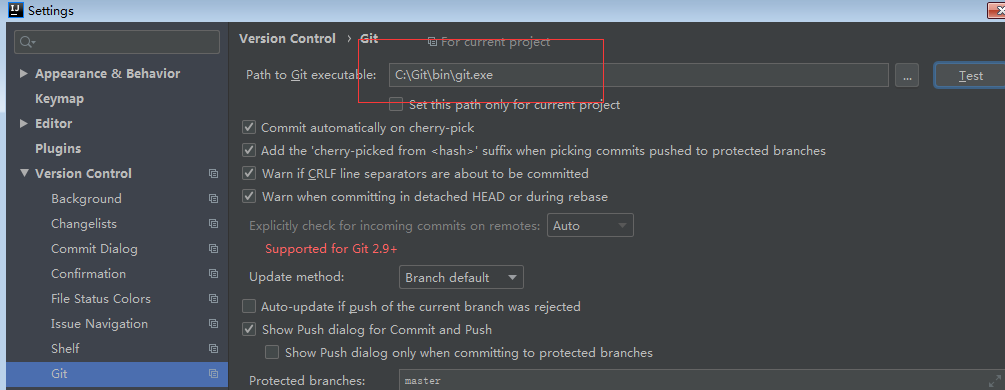 IJ Settings
Version Control › Git For current project
Appearance & Behavior
Path to Git executable: C:\Git\bin\git.exe ... Test
Keymap
Set this path only for current project
Editor
Commit automatically on cherry-pick
Plugins
Add the 'cherry-picked from <hash>' suffix when picking commits pushed to protected branches
Version Control
Warn if CRLF line separators are about to be committed
Background
Warn when committing in detached HEAD or during rebase
Changelists
Explicitly check for incoming commits on remotes: Auto
Commit Dialog
Supported for Git 2.9+
Confirmation
Update method: Branch default
File Status Colors
Auto-update if push of the current branch was rejected
Issue Navigation
Show Push dialog for Commit and Push
Shelf
Show Push dialog only when committing to protected branches
Git
Protected branches: master